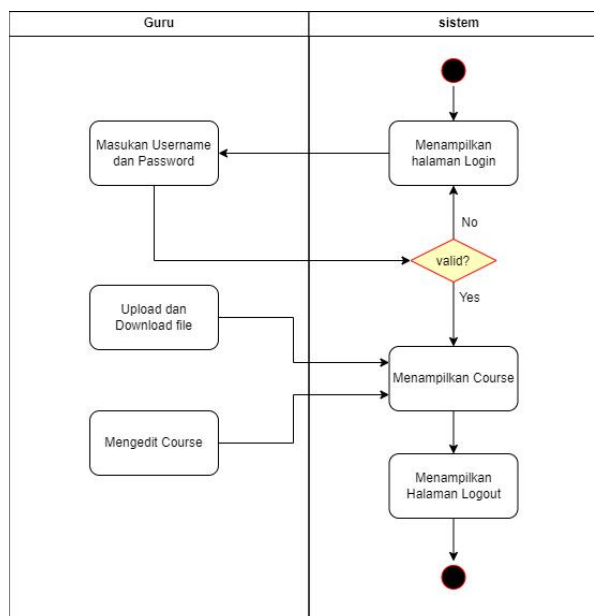 Guru
sistem
Masukan Username
dan Password
Menampilkan
halaman Login
No
valid?
Yes
Upload dan
Download file
Menampilkan Course
Mengedit Course
Menampilkan
Halaman Logout